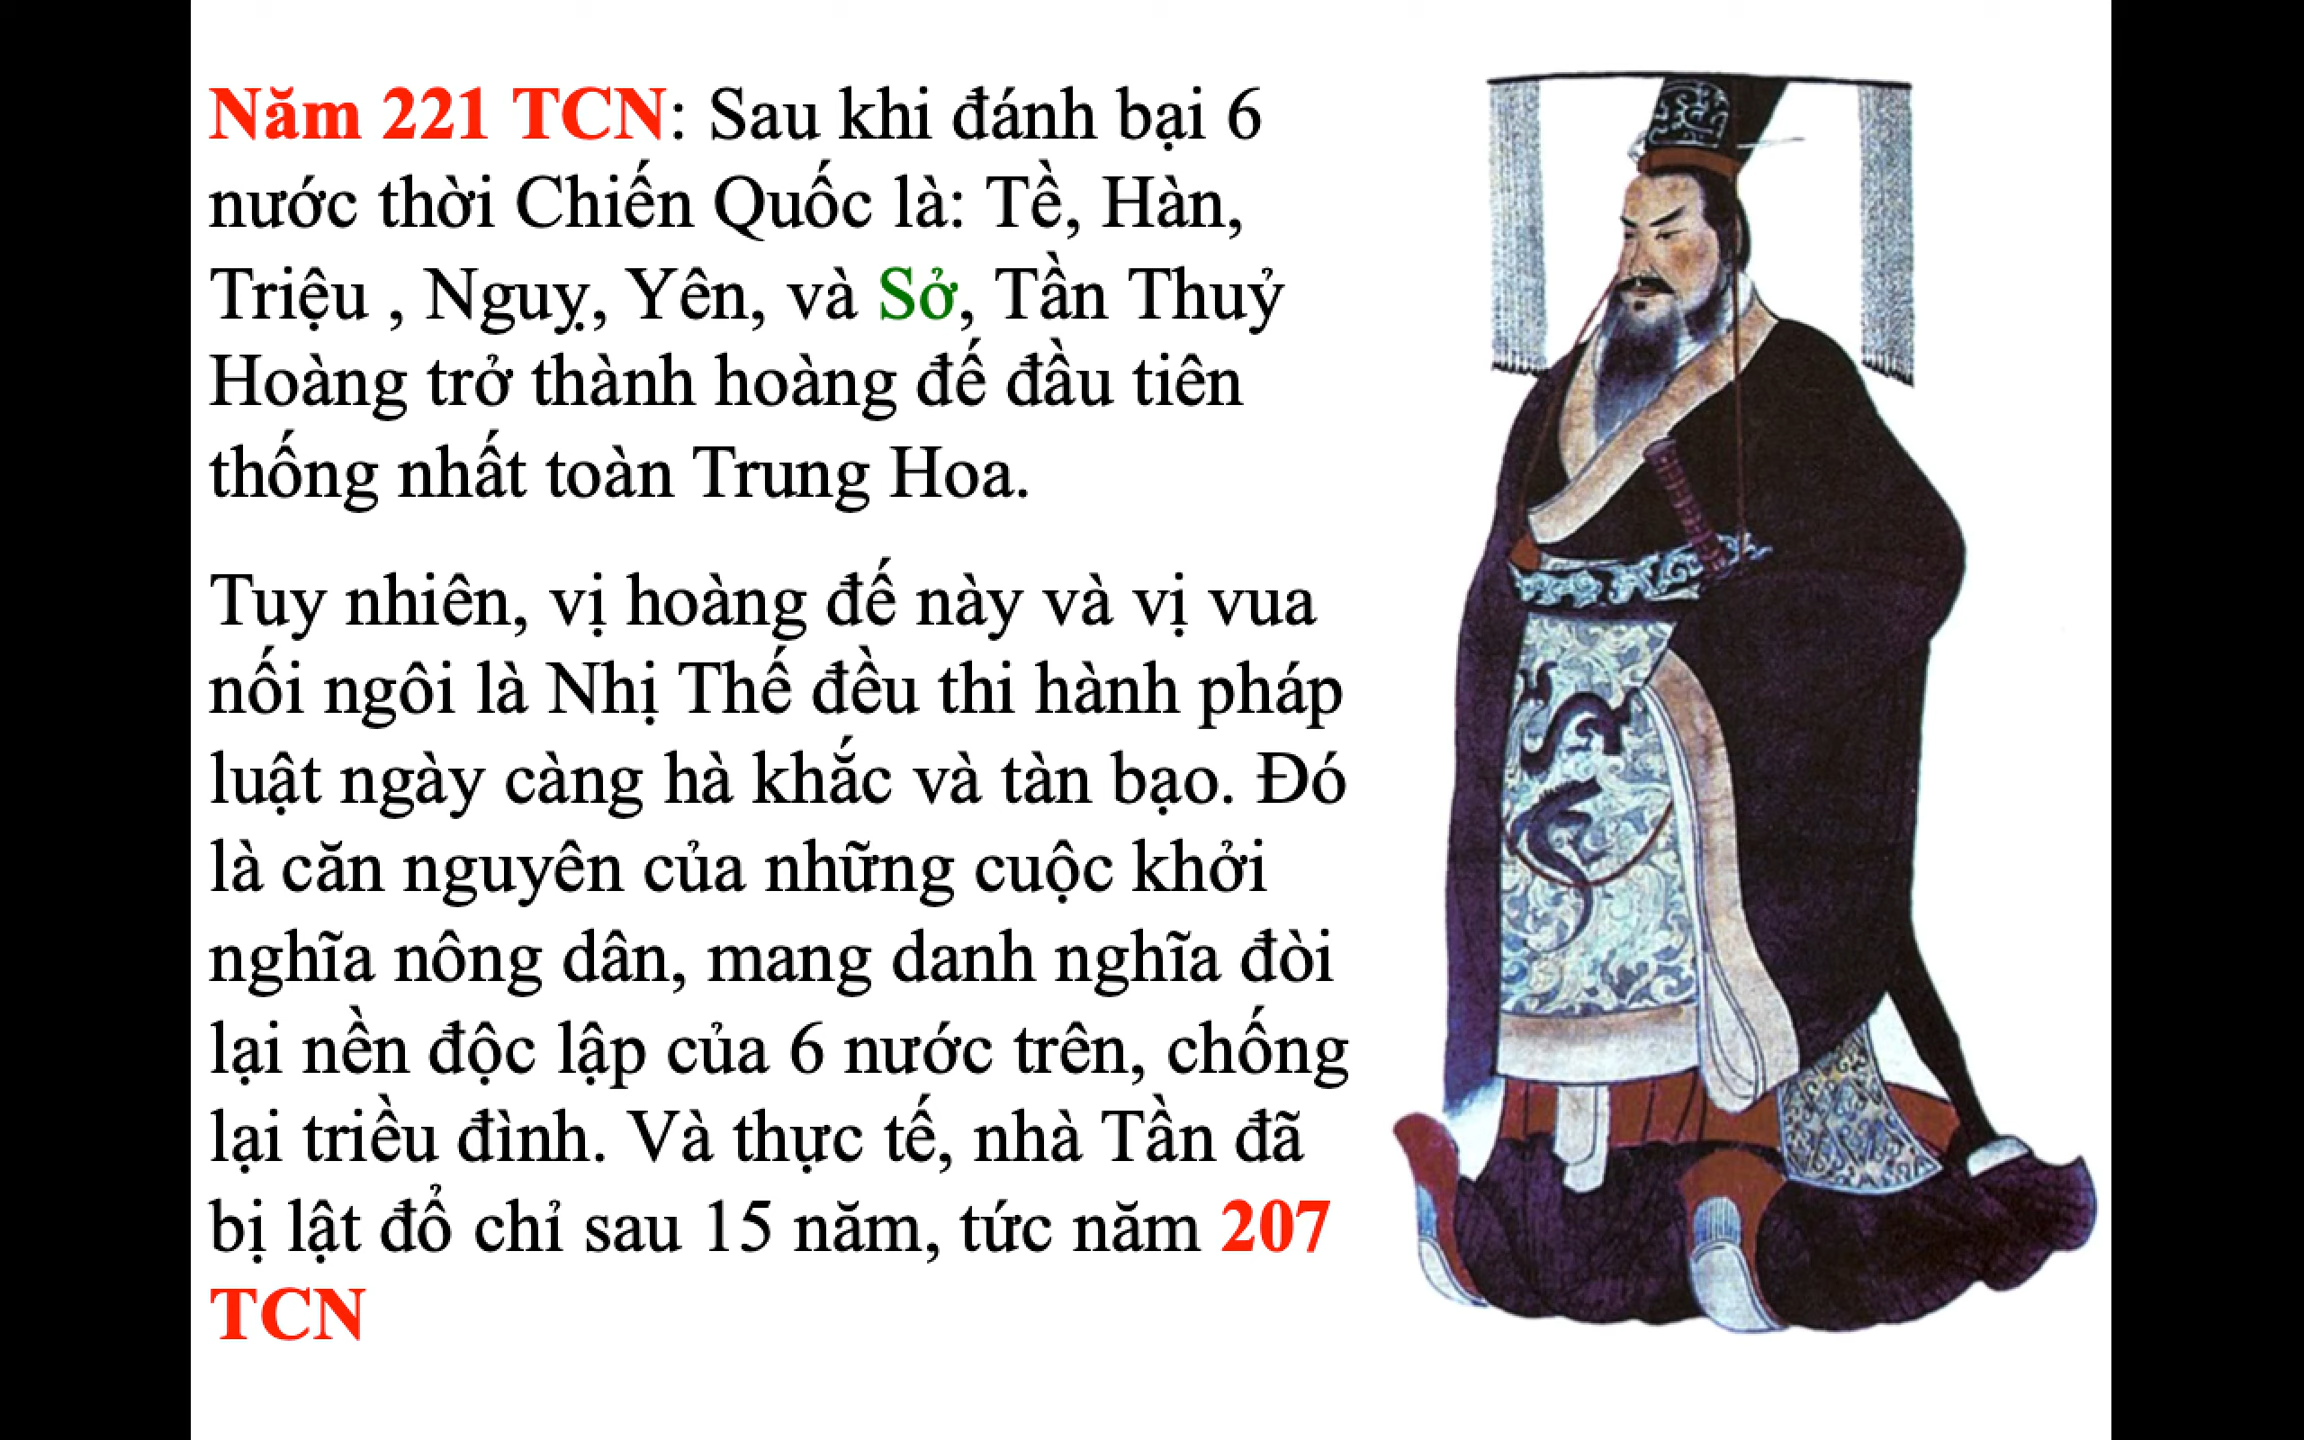 Năm 221 TCN: Sau khi đánh bại 6
nước thời Chiến Quốc là: Tề, Hàn,
Triệu , Nguỵ, Yên, và Sở, Tần Thuỷ
Hoàng trở thành hoàng đế đầu tiên
thống nhất toàn Trung Hoa.
Tuy nhiên, vị hoàng đế này và vị vua
nối ngôi là Nhị Thế đều thi hành pháp
luật ngày càng hà khắc và tàn bạo. Đó
là căn nguyên của những cuộc khởi
nghĩa nông dân, mang danh nghĩa đòi
lại nền độc lập của 6 nước trên, chống
lại triều đình. Và thực tế, nhà Tần đã
bị lật đổ chỉ sau 15 năm, tức năm 207
TCN